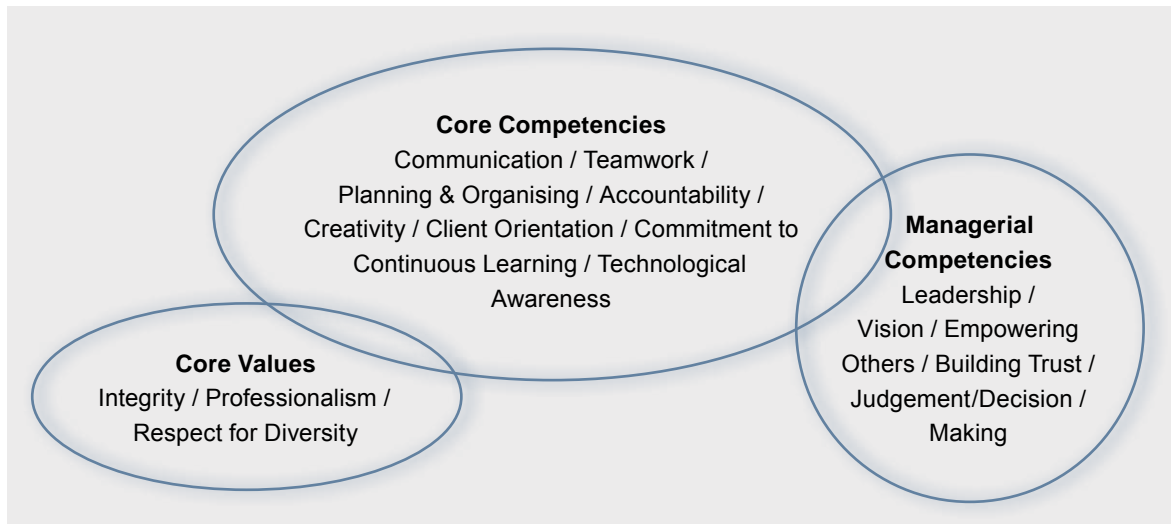 Core Competencies
Communication / Teamwork /
Planning & Organising / Accountability /
Creativity / Client Orientation / Commitment to
Continuous Learning / Technological
Awareness
Managerial
Competencies
Leadership /
Vision / Empowering
Others / Building Trust /
Judgement/Decision /
Making
Core Values
Integrity / Professionalism /
Respect for Diversity